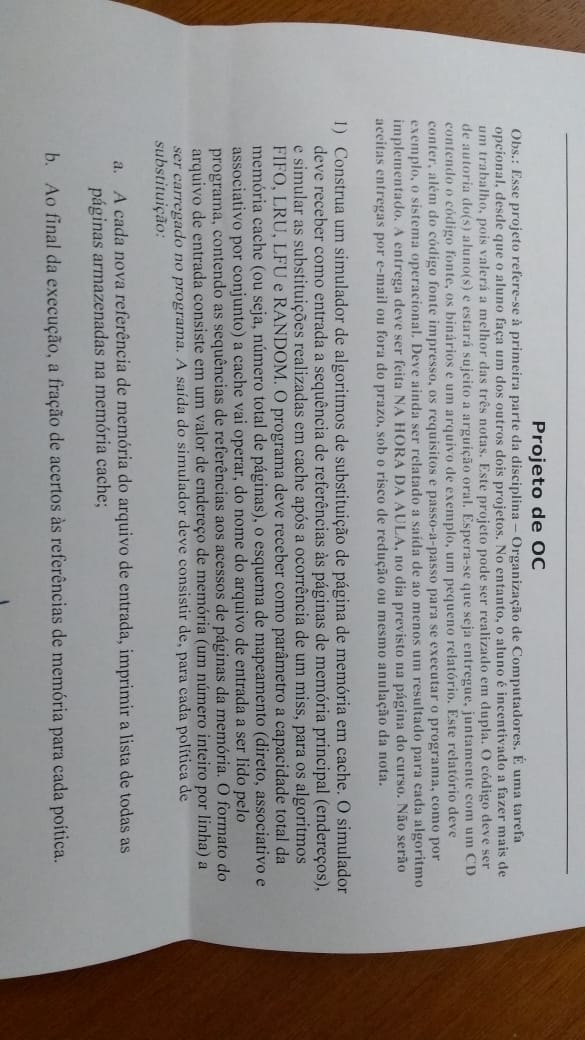 Projeto de OC
Obs.: Esse projeto refere-se à primeira parte da disciplina – Organização de Computadores. É uma tarefa
opcional, desde que o aluno faça um dos outros dois projetos. No entanto, o aluno é incentivado a fazer mais de
um trabalho, pois valerá a melhor das três notas. Este projeto pode ser realizado em dupla. O código deve ser
de autoria do(s) aluno(s) e estará sujeito a arguição oral. Espera-se que seja entregue, juntamente com um CD
contendo o código fonte, os binários e um arquivo de exemplo, um pequeno relatório. Este relatório deve
conter, além do código fonte impresso, os requisitos e passo-a-passo para se executar o programa, como por
exemplo, o sistema operacional. Deve ainda ser relatado a saída de ao menos um resultado para cada algoritmo
implementado. A entrega deve ser feita NA HORA DA AULA, no dia previsto na página do curso. Não serão
aceitas entregas por e-mail ou fora do prazo, sob o risco de redução ou mesmo anulação da nota.
1) Construa um simulador de algoritmos de substituição de página de memória em cache. O simulador
deve receber como entrada a sequência de referências às páginas de memória principal (endereços),
e simular as substituições realizadas em cache após a ocorrência de um miss, para os algoritmos
FIFO, LRU, LFU e RANDOM. O programa deve receber como parâmetro a capacidade total da
memória cache (ou seja, número total de páginas), o esquema de mapeamento (direto, associativo e
associativo por conjunto) a cache vai operar, do nome do arquivo de entrada a ser lido pelo
programa, contendo as sequências de referências aos acessos de páginas da memória. O formato do
arquivo de entrada consiste em um valor de endereço de memória (um número inteiro por linha) a
ser carregado no programa. A saída do simulador deve consistir de, para cada política de
substituição:
a. A cada nova referência de memória do arquivo de entrada, imprimir a lista de todas as
páginas armazenadas na memória cache;
b. Ao final da execução, a fração de acertos às referências de memória para cada poítica.